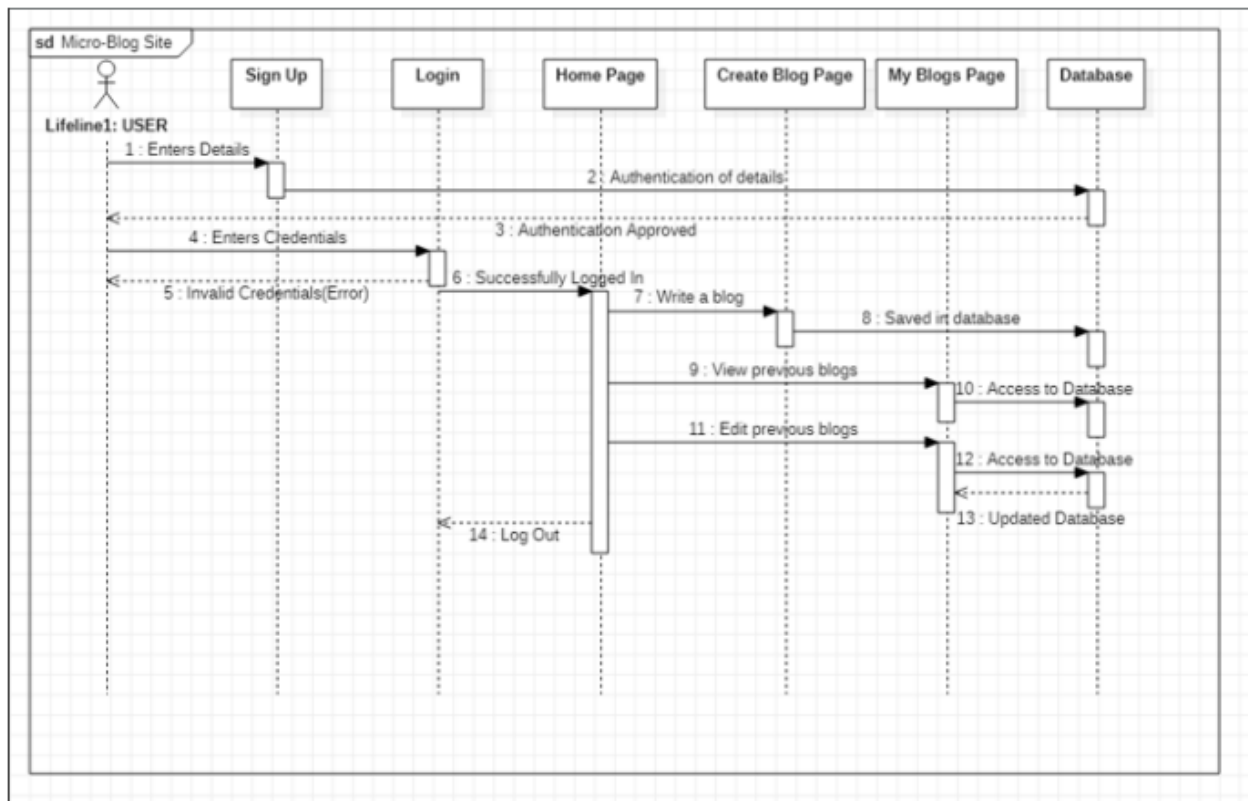 sd Micro-Blog Site
Sign Up
Login
Home Page
Create Blog Page
My Blogs Page
Database
Lifeline1: USER
1 : Enters Details
2 : Authentication of details
3 : Authentication Approved
4 : Enters Credentials
5 : Invalid Credentials(Error)
6 : Successfully Logged In
7 : Write a blog
8 : Saved in database
9 : View previous blogs
10 : Access to Database
11 : Edit previous blogs
12 : Access to Database
13 : Updated Database
14 : Log Out